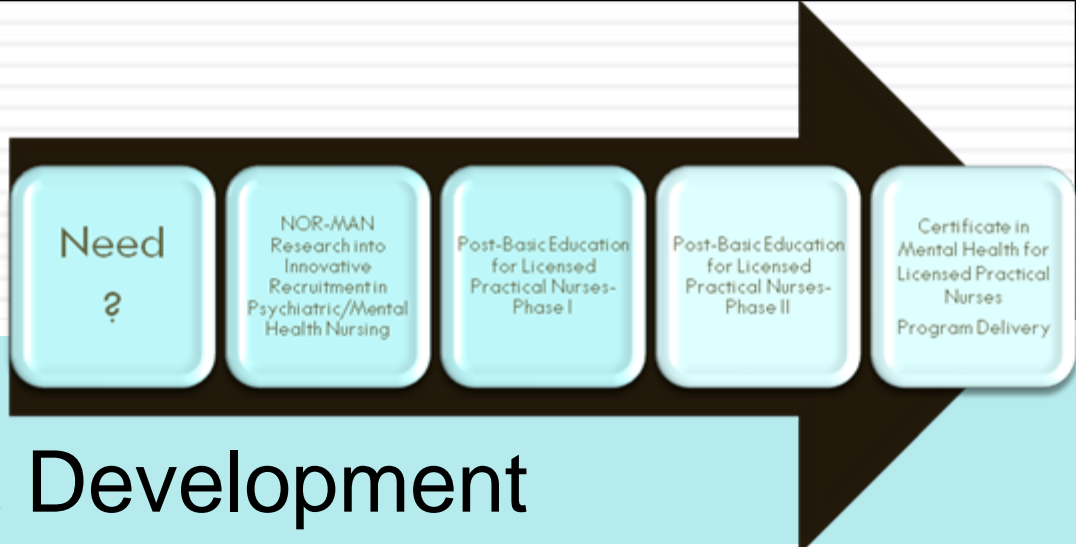 Need
?
NOR-MAN
Research into
Innovative
Recruitment in
Psychiatric/Mental
Health Nursing
Post-Basic Education
for Licensed
Practical Nurses-
Phase I
Post-Basic Education
for Licensed
Practical Nurses-
Phase II
Certificate in
Mental Health for
Licensed Practical
Nurses
Program Delivery
Development